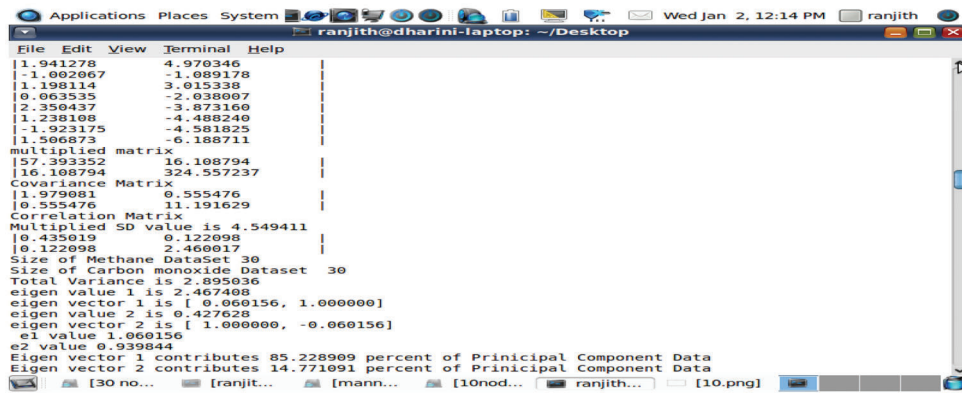 Applications Places System Wed Jan 2, 12:14 PM ranjith
ranjith@dharini-laptop: ~/Desktop
File Edit View Terminal Help
|1.941278 4.970346 |
|-1.002067 -1.089178 |
|1.198114 3.015338 |
|0.063535 -2.038007 |
|2.350437 -3.873160 |
|1.238108 -4.488240 |
|-1.923175 -4.581825 |
|1.506873 -6.188711 |
multiplied matrix
|57.393352 16.108794 |
|16.108794 324.557237 |
Covariance Matrix
|1.979081 0.555476 |
|0.555476 11.191629 |
Correlation Matrix
Multiplied SD value is 4.549411
|0.435019 0.122098 |
|0.122098 2.460017 |
Size of Methane DataSet 30
Size of Carbon monoxide Dataset 30
Total Variance is 2.895036
eigen value 1 is 2.467408
eigen vector 1 is [ 0.060156, 1.000000]
eigen value 2 is 0.427628
eigen vector 2 is [ 1.000000, -0.060156]
e1 value 1.060156
e2 value 0.939844
Eigen vector 1 contributes 85.228909 percent of Prinicipal Component Data
Eigen vector 2 contributes 14.771091 percent of Prinicipal Component Data
[30 no... [ranjit... [mann... [10nod... ranjith... [10.png]